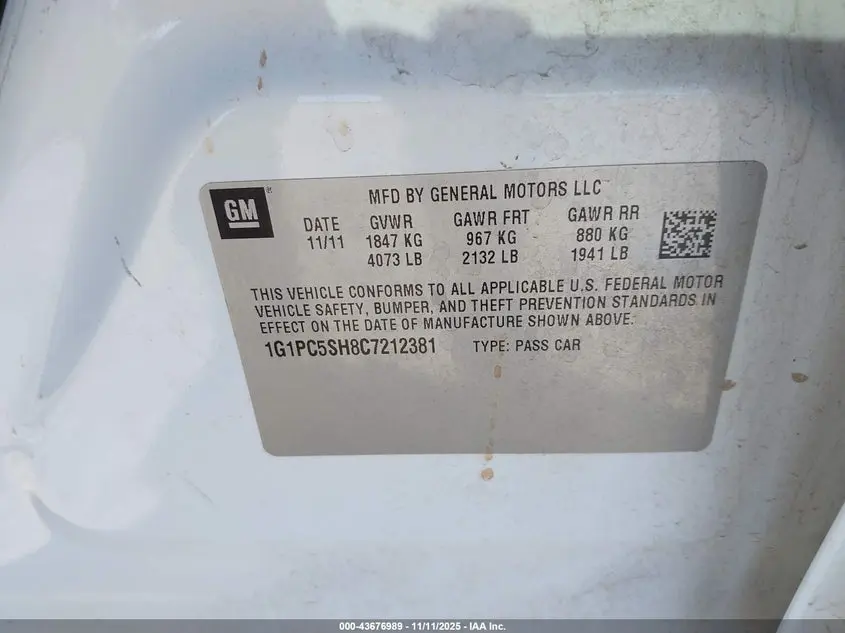 GM
MFD BY GENERAL MOTORS LLC
DATE GVWR GAWR FRT GAWR RR
11/11 1847 KG 967 KG 880 KG
4073 LB 2132 LB 1941 LB
THIS VEHICLE CONFORMS TO ALL APPLICABLE U.S. FEDERAL MOTOR
VEHICLE SAFETY, BUMPER, AND THEFT PREVENTION STANDARDS IN
EFFECT ON THE DATE OF MANUFACTURE SHOWN ABOVE.
1G1PC5SH8C7212381 TYPE: PASS CAR
000-43676989 - 11/11/2025 - IAA Inc.